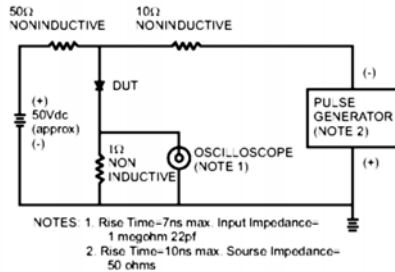 50Ω
NONINDUCTIVE
10Ω
NONINDUCTIVE
(+)
50Vdc
(approx)
(-)
DUT
1Ω
NON
INDUCTIVE
OSCILLOSCOPE
(NOTE 1)
(-)
PULSE
GENERATOR
(NOTE 2)
(+)
NOTES: 1. Rise Time=7ns max. Input Impedance=
1 megohm 22pf
2. Rise Time=10ns max. Sourse Impedance=
50 ohms